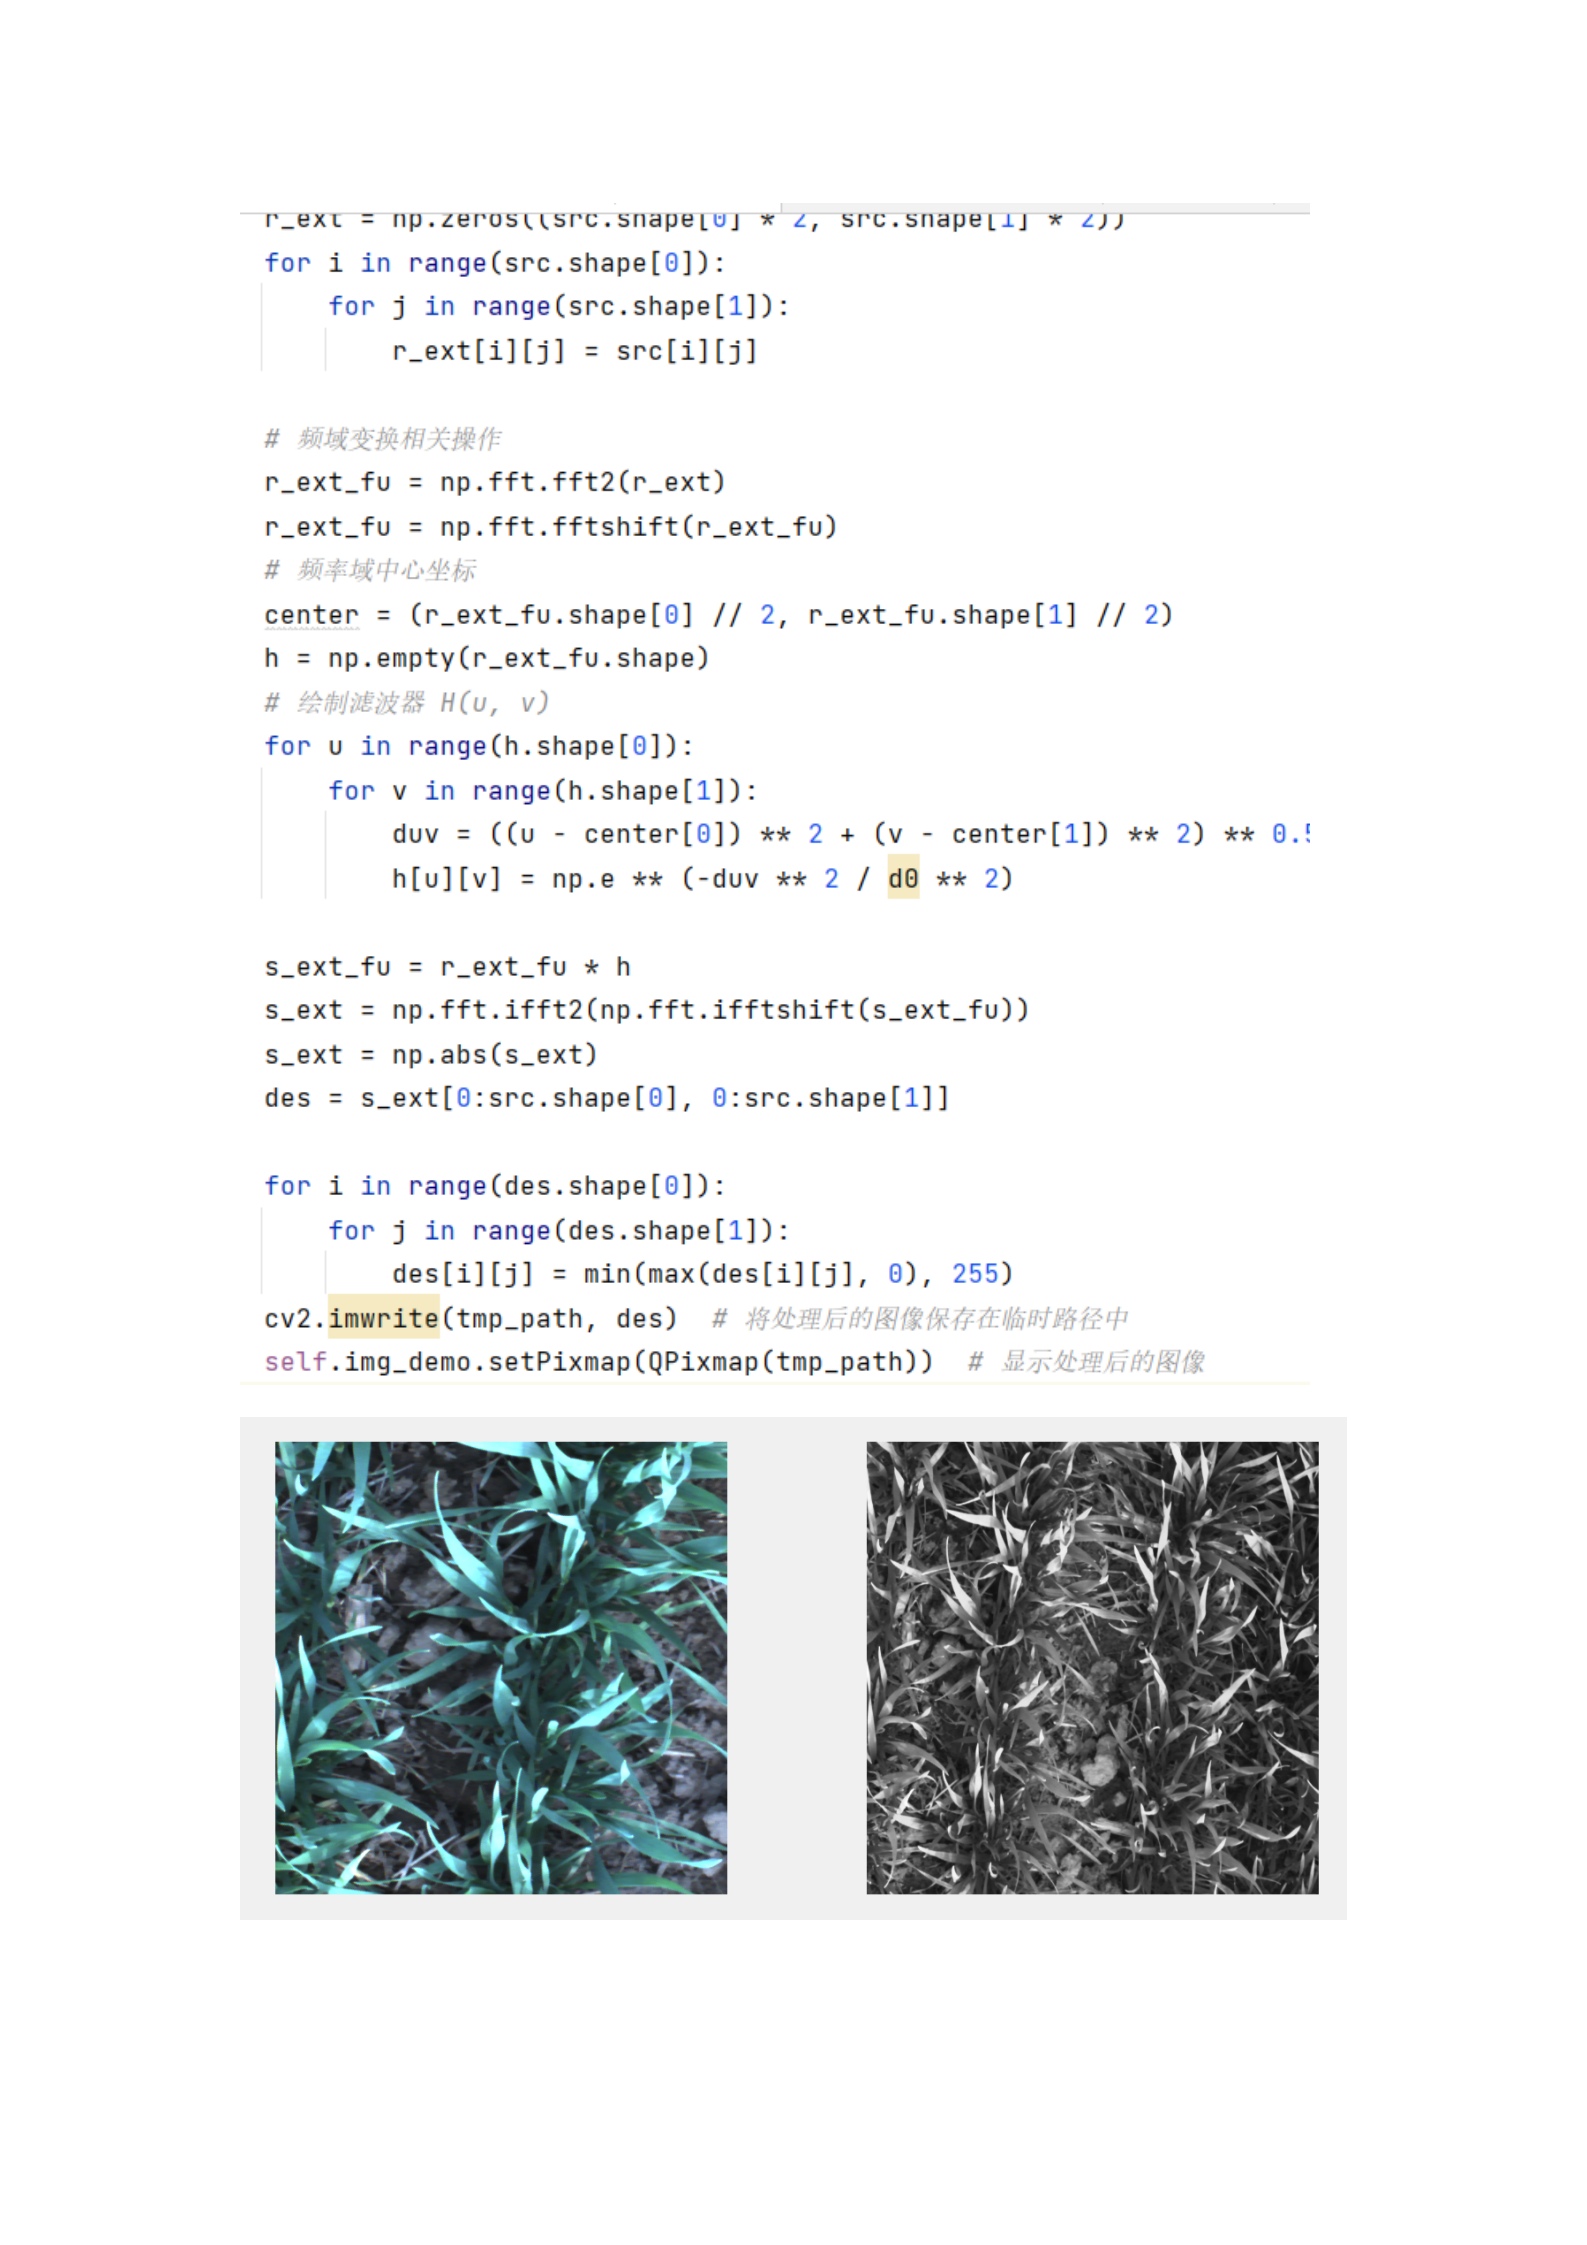 r_ext = np.zeros((src.shape[0] * 2, src.shape[1] * 2))
for i in range(src.shape[0]):
for j in range(src.shape[1]):
r_ext[i][j] = src[i][j]
# 频域变换相关操作
r_ext_fu = np.fft.fft2(r_ext)
r_ext_fu = np.fft.fftshift(r_ext_fu)
# 频率域中心坐标
center = (r_ext_fu.shape[0] // 2, r_ext_fu.shape[1] // 2)
h = np.empty(r_ext_fu.shape)
# 绘制滤波器 H(u, v)
for u in range(h.shape[0]):
for v in range(h.shape[1]):
duv = ((u - center[0]) ** 2 + (v - center[1]) ** 2) ** 0.5
h[u][v] = np.e ** (-duv ** 2 / d0 ** 2)
s_ext_fu = r_ext_fu * h
s_ext = np.fft.ifft2(np.fft.ifftshift(s_ext_fu))
s_ext = np.abs(s_ext)
des = s_ext[0:src.shape[0], 0:src.shape[1]]
for i in range(des.shape[0]):
for j in range(des.shape[1]):
des[i][j] = min(max(des[i][j], 0), 255)
cv2.imwrite(tmp_path, des)  # 将处理后的图像保存在临时路径中
self.img_demo.setPixmap(QPixmap(tmp_path))  # 显示处理后的图像